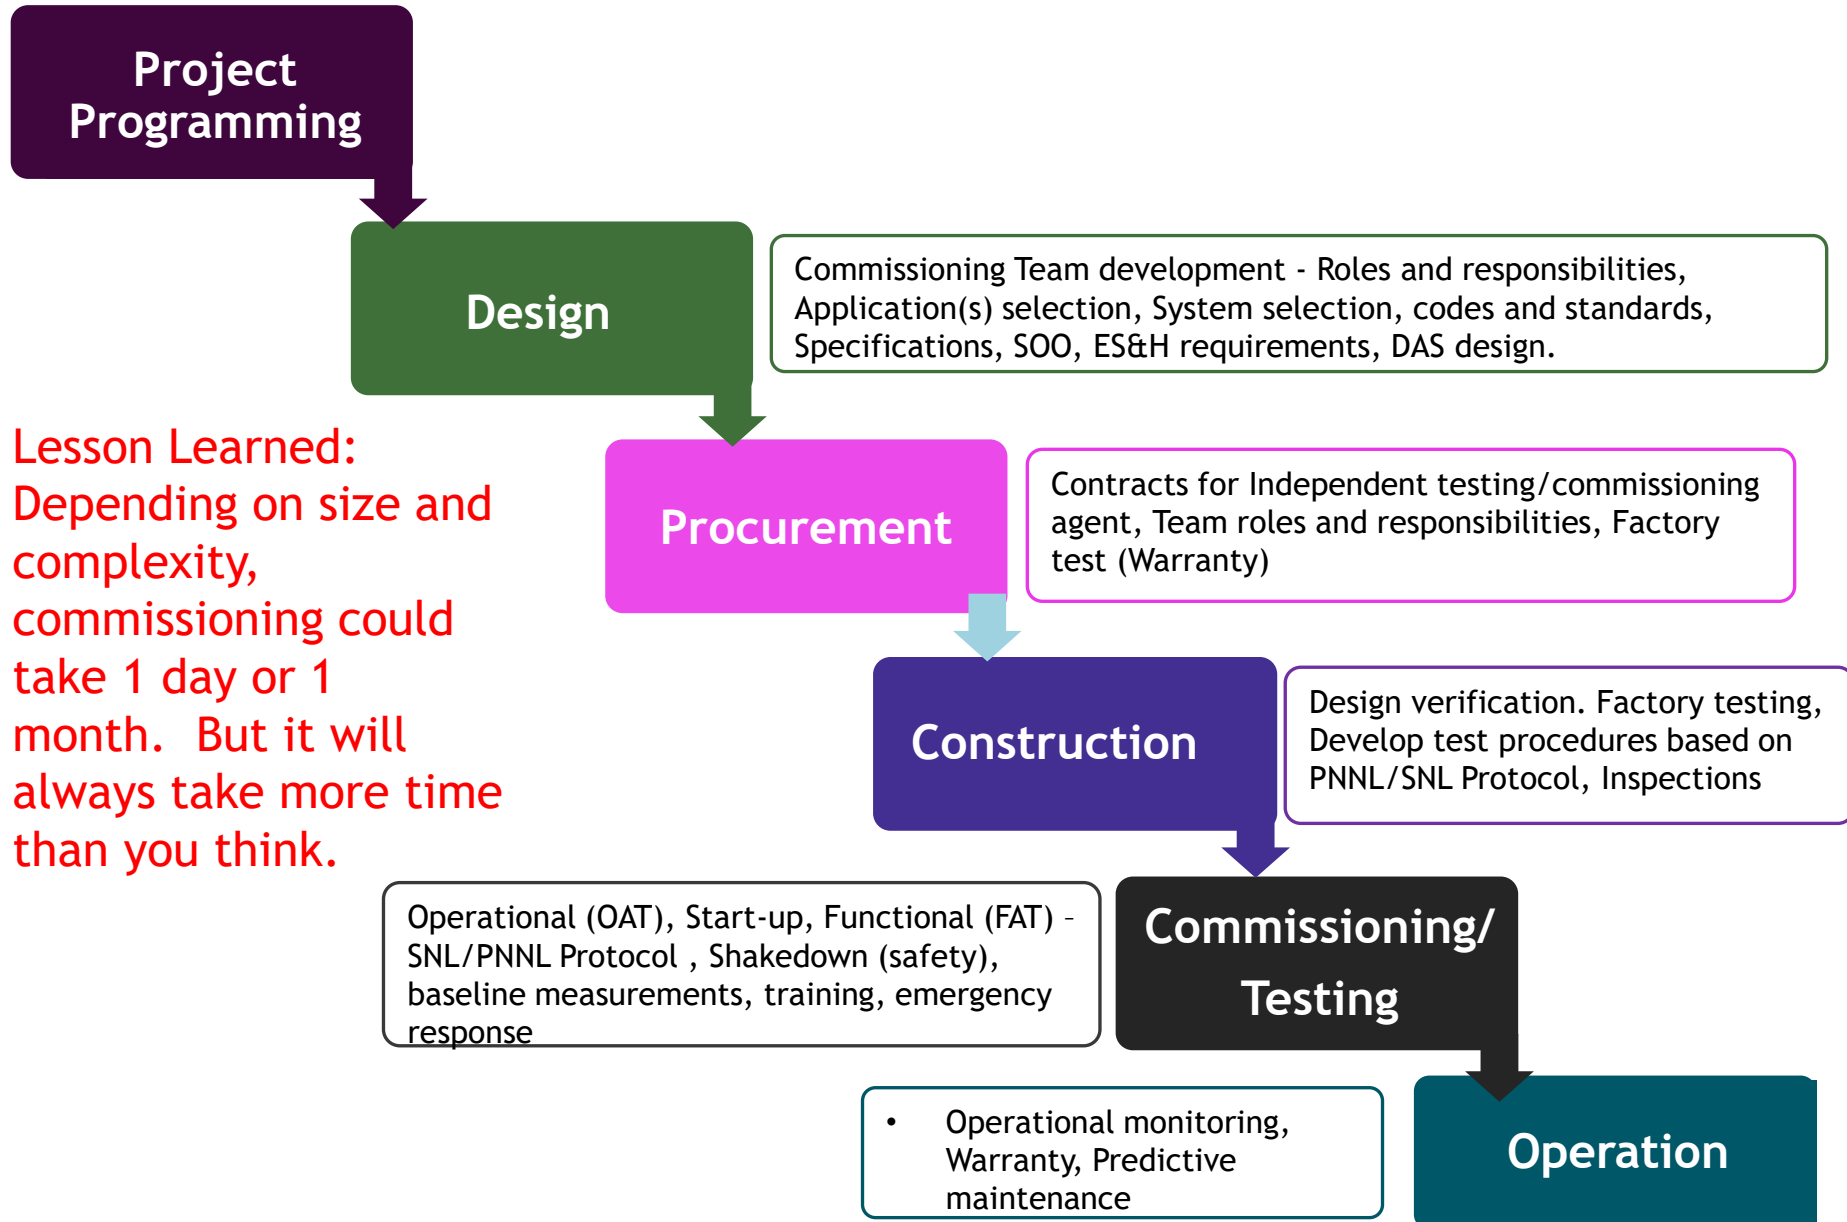 Project
Programming
Design
Commissioning Team development - Roles and responsibilities,
Application(s) selection, System selection, codes and standards,
Specifications, SOO, ES&H requirements, DAS design.
Lesson Learned:
Depending on size and
complexity,
commissioning could
take 1 day or 1
month.  But it will
always take more time
than you think.
Procurement
Contracts for Independent testing/commissioning
agent, Team roles and responsibilities, Factory
test (Warranty)
Construction
Design verification. Factory testing,
Develop test procedures based on
PNNL/SNL Protocol, Inspections
Operational (OAT), Start-up, Functional (FAT) –
SNL/PNNL Protocol , Shakedown (safety),
baseline measurements, training, emergency
response
Commissioning/
Testing
• Operational monitoring,
Warranty, Predictive
maintenance
Operation